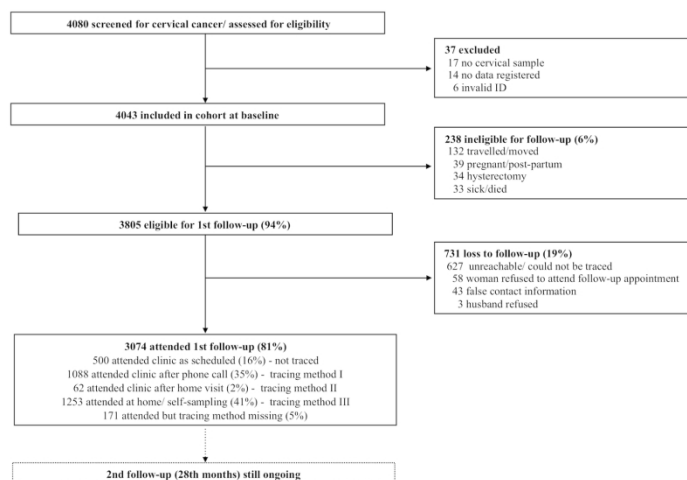 4080 screened for cervical cancer/ assessed for eligibility
37 excluded
17 no cervical sample
14 no data registered
6 invalid ID
4043 included in cohort at baseline
238 ineligible for follow-up (6%)
132 travelled/moved
39 pregnant/post-partum
34 hysterectomy
33 sick/died
3805 eligible for 1st follow-up (94%)
731 loss to follow-up (19%)
627 unreachable/ could not be traced
58 woman refused to attend follow-up appointment
43 false contact information
3 husband refused
3074 attended 1st follow-up (81%)
500 attended clinic as scheduled (16%) - not traced
1088 attended clinic after phone call (35%) - tracing method I
62 attended clinic after home visit (2%) - tracing method II
1253 attended at home/ self-sampling (41%) - tracing method III
171 attended but tracing method missing (5%)
2nd follow-up (28th months) still ongoing